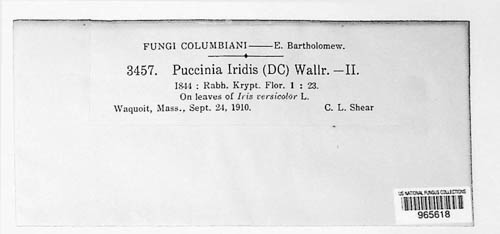 FUNGI COLUMBIANI——E. Bartholomew.
3457. Puccinia Iridis (DC) Wallr. —II.
1844 : Rabh. Krypt. Flor. 1 : 23.
On leaves of Iris versicolor L.
Waquoit, Mass., Sept. 24, 1910. C. L. Shear
US NATIONAL FUNGUS COLLECTIONS
965618